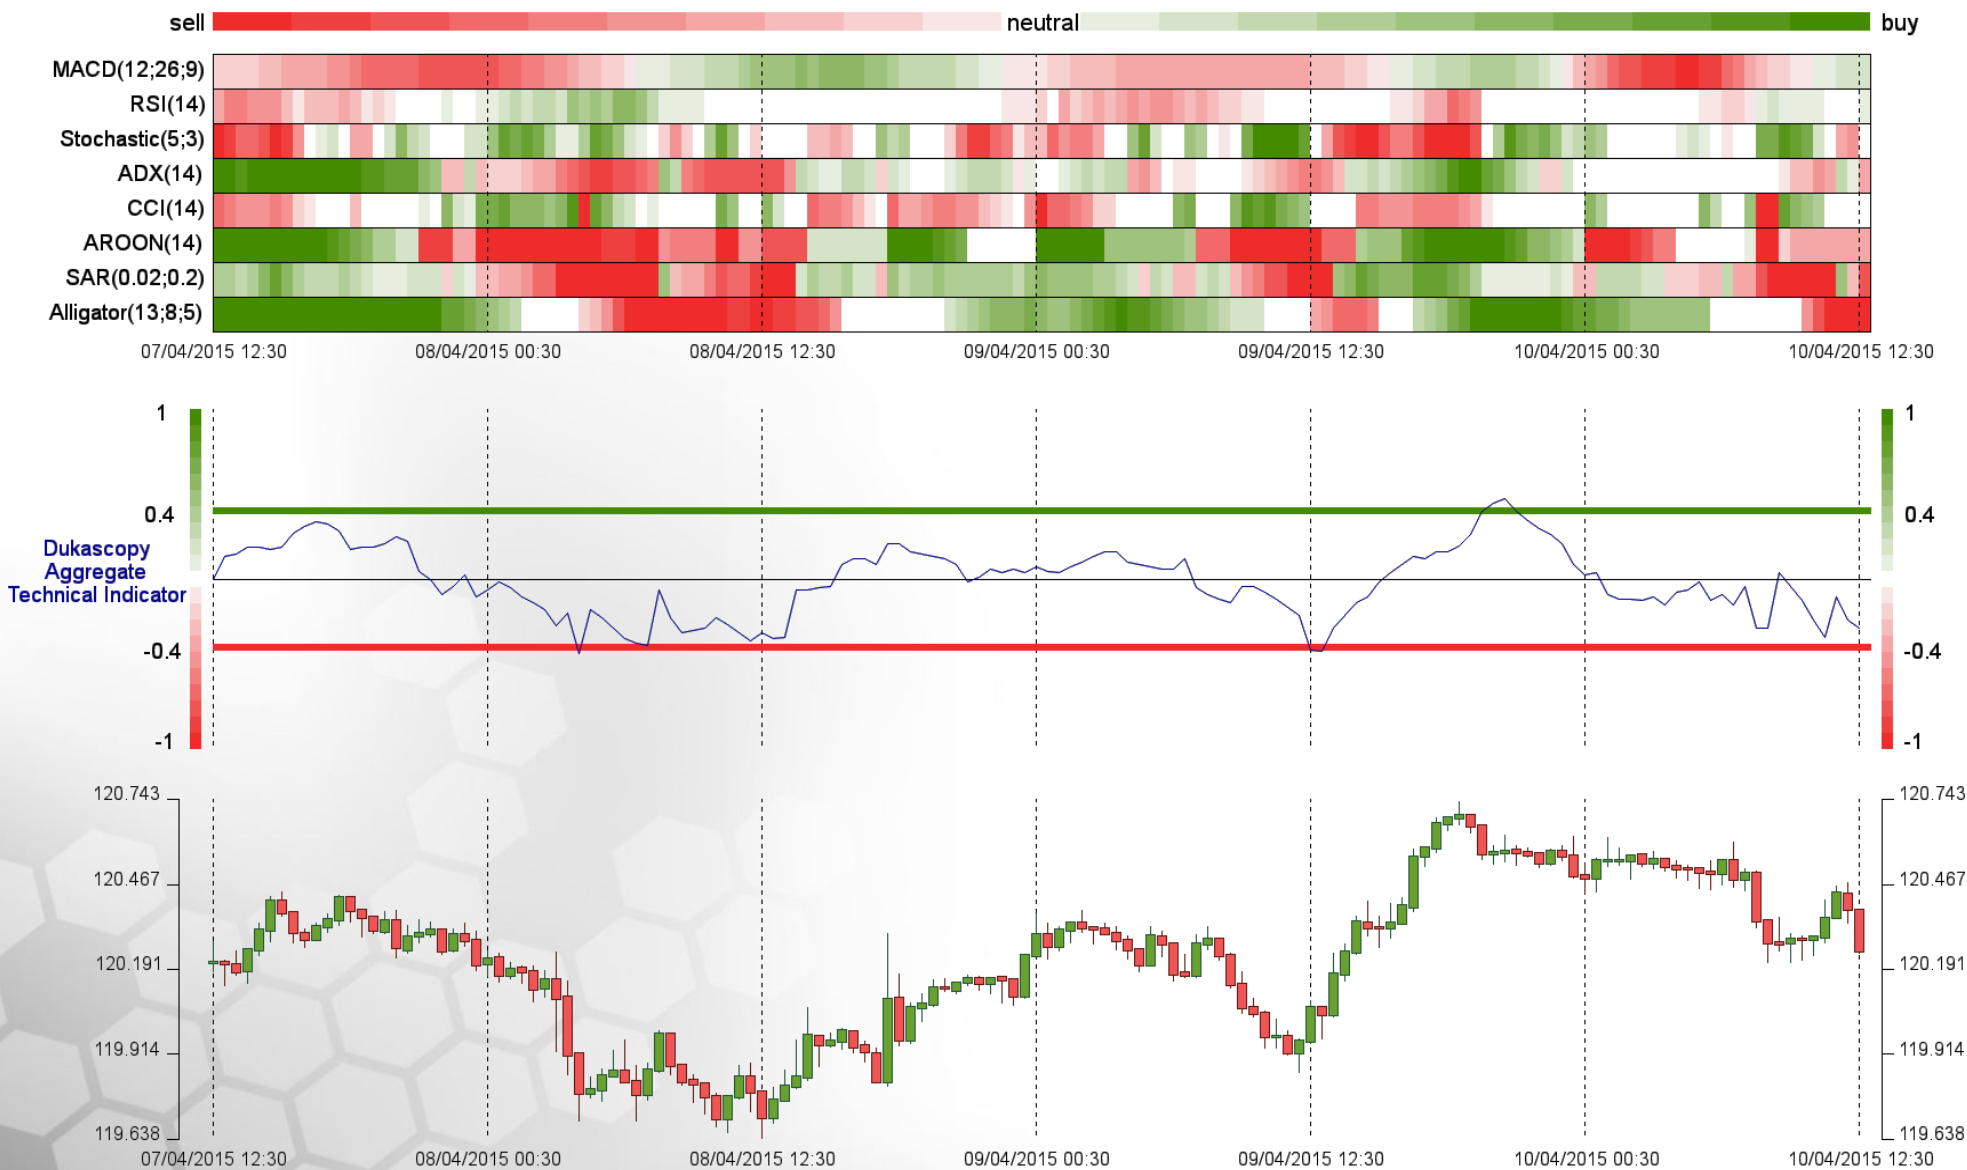 sell neutral buy
MACD(12;26;9)
RSI(14)
Stochastic(5;3)
ADX(14)
CCI(14)
AROON(14)
SAR(0.02;0.2)
Alligator(13;8;5)
07/04/2015 12:30 08/04/2015 00:30 08/04/2015 12:30 09/04/2015 00:30 09/04/2015 12:30 10/04/2015 00:30 10/04/2015 12:30
1 1
0.4 0.4
Dukascopy
Aggregate
Technical Indicator
-0.4 -0.4
-1 -1
120.743 120.743
120.467 120.467
120.191 120.191
119.914 119.914
119.638 119.638
07/04/2015 12:30 08/04/2015 00:30 08/04/2015 12:30 09/04/2015 00:30 09/04/2015 12:30 10/04/2015 00:30 10/04/2015 12:30